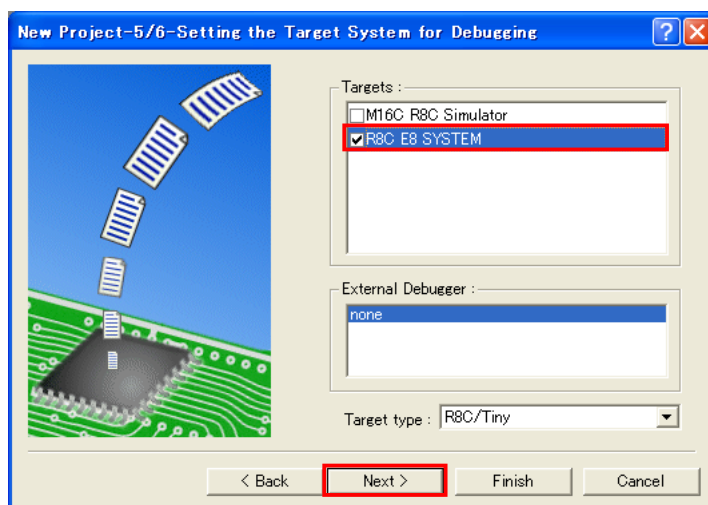 New Project-5/6-Setting the Target System for Debugging
Targets :
M16C R8C Simulator
R8C E8 SYSTEM
External Debugger :
none
Target type : R8C/Tiny
< Back Next > Finish Cancel